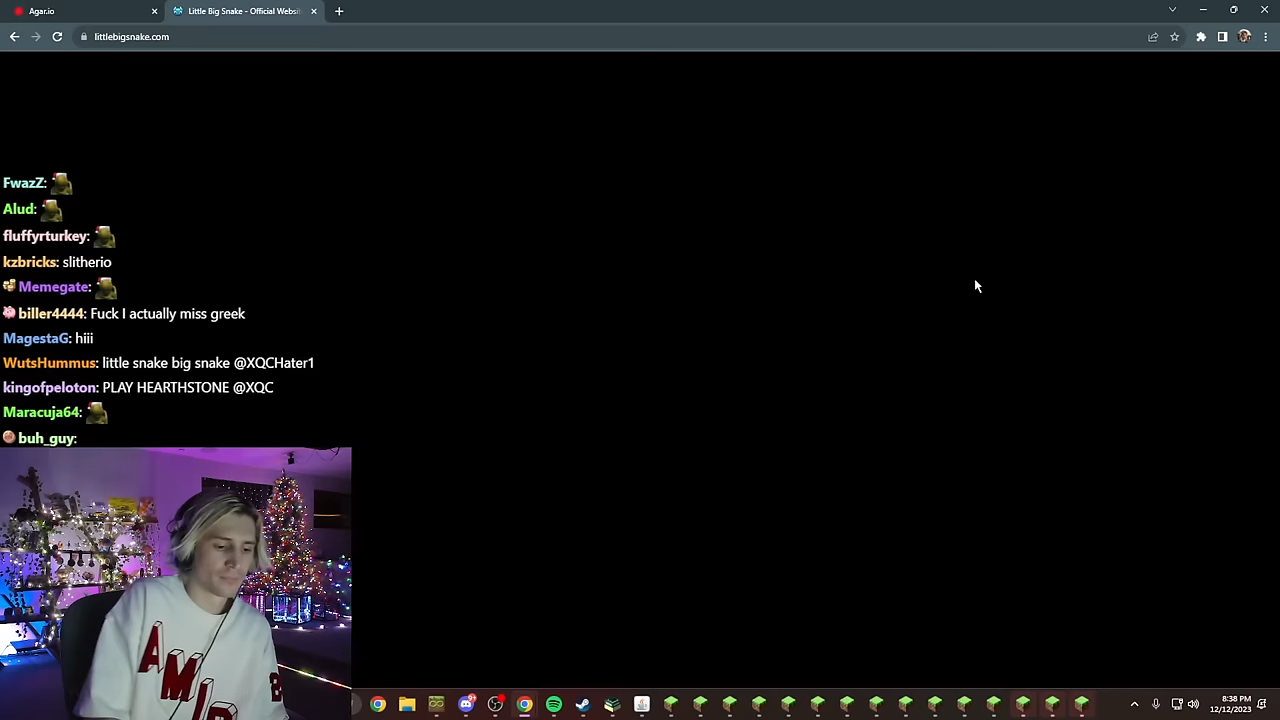 Agar.io
Little Big Snake - Official Websi
littlebigsnake.com
FwazZ:
Alud:
fluffyrturkey:
kzbricks: slitherio
Memegate:
biller4444: Fuck I actually miss greek
MagestaG: hiii
WutsHummus: little snake big snake @XQCHater1
kingofpeloton: PLAY HEARTHSTONE @XQC
Maracuja64:
buh_guy:
AMI
8:38 PM
12/12/2023